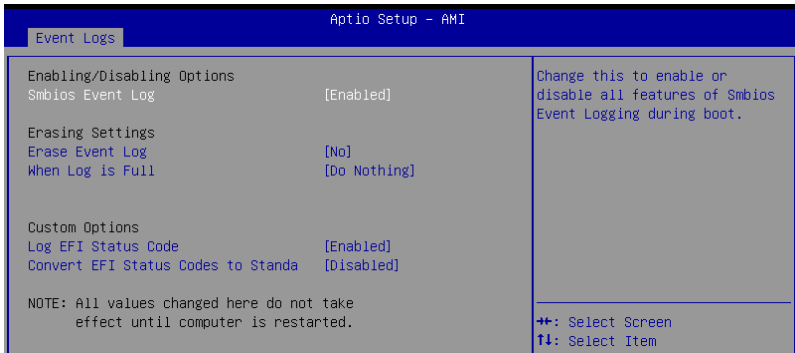 Aptio Setup – AMI
Event Logs
Enabling/Disabling Options
Smbios Event Log [Enabled]
Erasing Settings
Erase Event Log [No]
When Log is Full [Do Nothing]
Custom Options
Log EFI Status Code [Enabled]
Convert EFI Status Codes to Standa [Disabled]
NOTE: All values changed here do not take
effect until computer is restarted.
Change this to enable or
disable all features of Smbios
Event Logging during boot.
→←: Select Screen
↑↓: Select Item